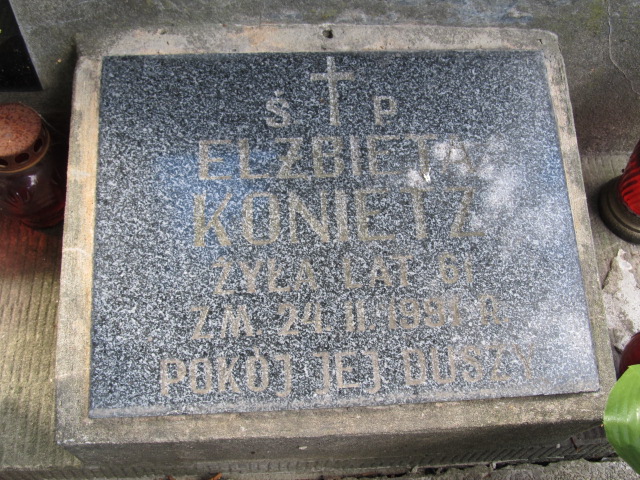 Ś P
ELŻBIETA
KONIETZ
ŻYŁA LAT 61
ZM. 24.II.1981 R.
POKÓJ JEJ DUSZY